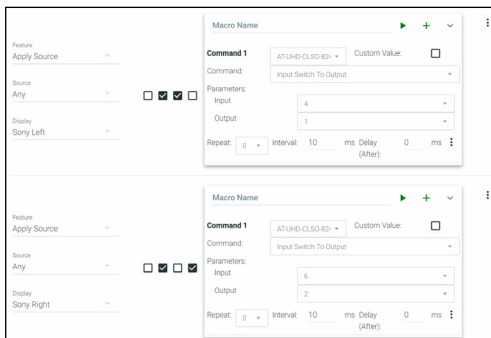 Macro Name
Feature
Apply Source
Command 1
AT-UHD-CLSO-824
Custom Value:
Command:
Input Switch To Output
Source
Any
Parameters:
Input
4
Output
1
Display
Sony Left
Repeat:
0
Interval:
10
ms
Delay (After):
0
ms
Macro Name
Feature
Apply Source
Command 1
AT-UHD-CLSO-824
Custom Value:
Command:
Input Switch To Output
Source
Any
Parameters:
Input
6
Output
2
Display
Sony Right
Repeat:
0
Interval:
10
ms
Delay (After):
0
ms